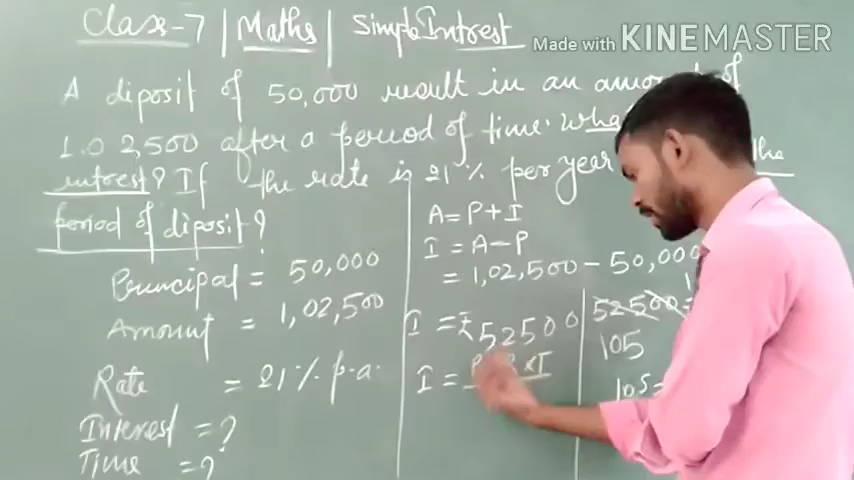 Class-7 | Maths | Simple Intrest
Made with KINEMASTER
A diposit of 50,000 result in an amount of
1.0 2,500 after a period of time. what
intrest? If the rate is 21% per year the
period of diposit?
Principal = 50,000
Amount = 1,02,500
Rate = 21% p.a.
Interest = ?
Time = ?
A = P + I
I = A - P
= 1,02,500 - 50,000
I = ₹52500
I =
52500 =
105
105 =